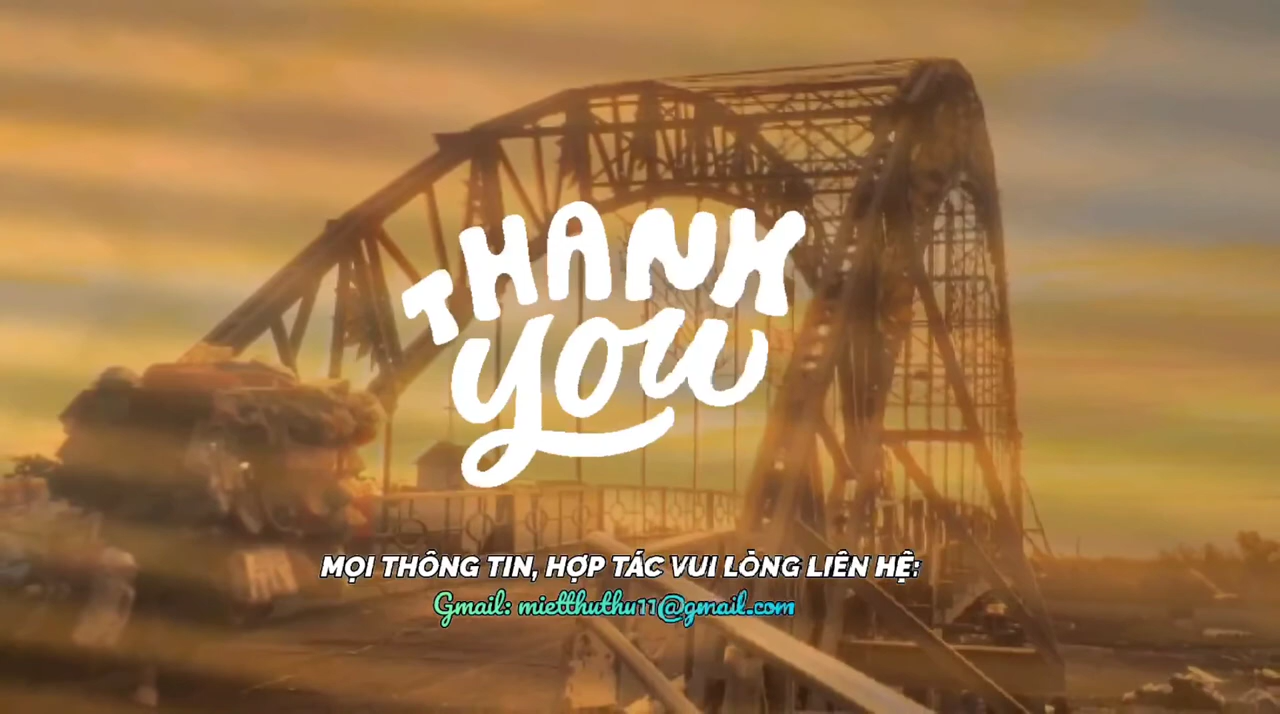 THANK
you
MỌI THÔNG TIN, HỢP TÁC VUI LÒNG LIÊN HỆ:
Gmail: mietthuthu11@gmail.com